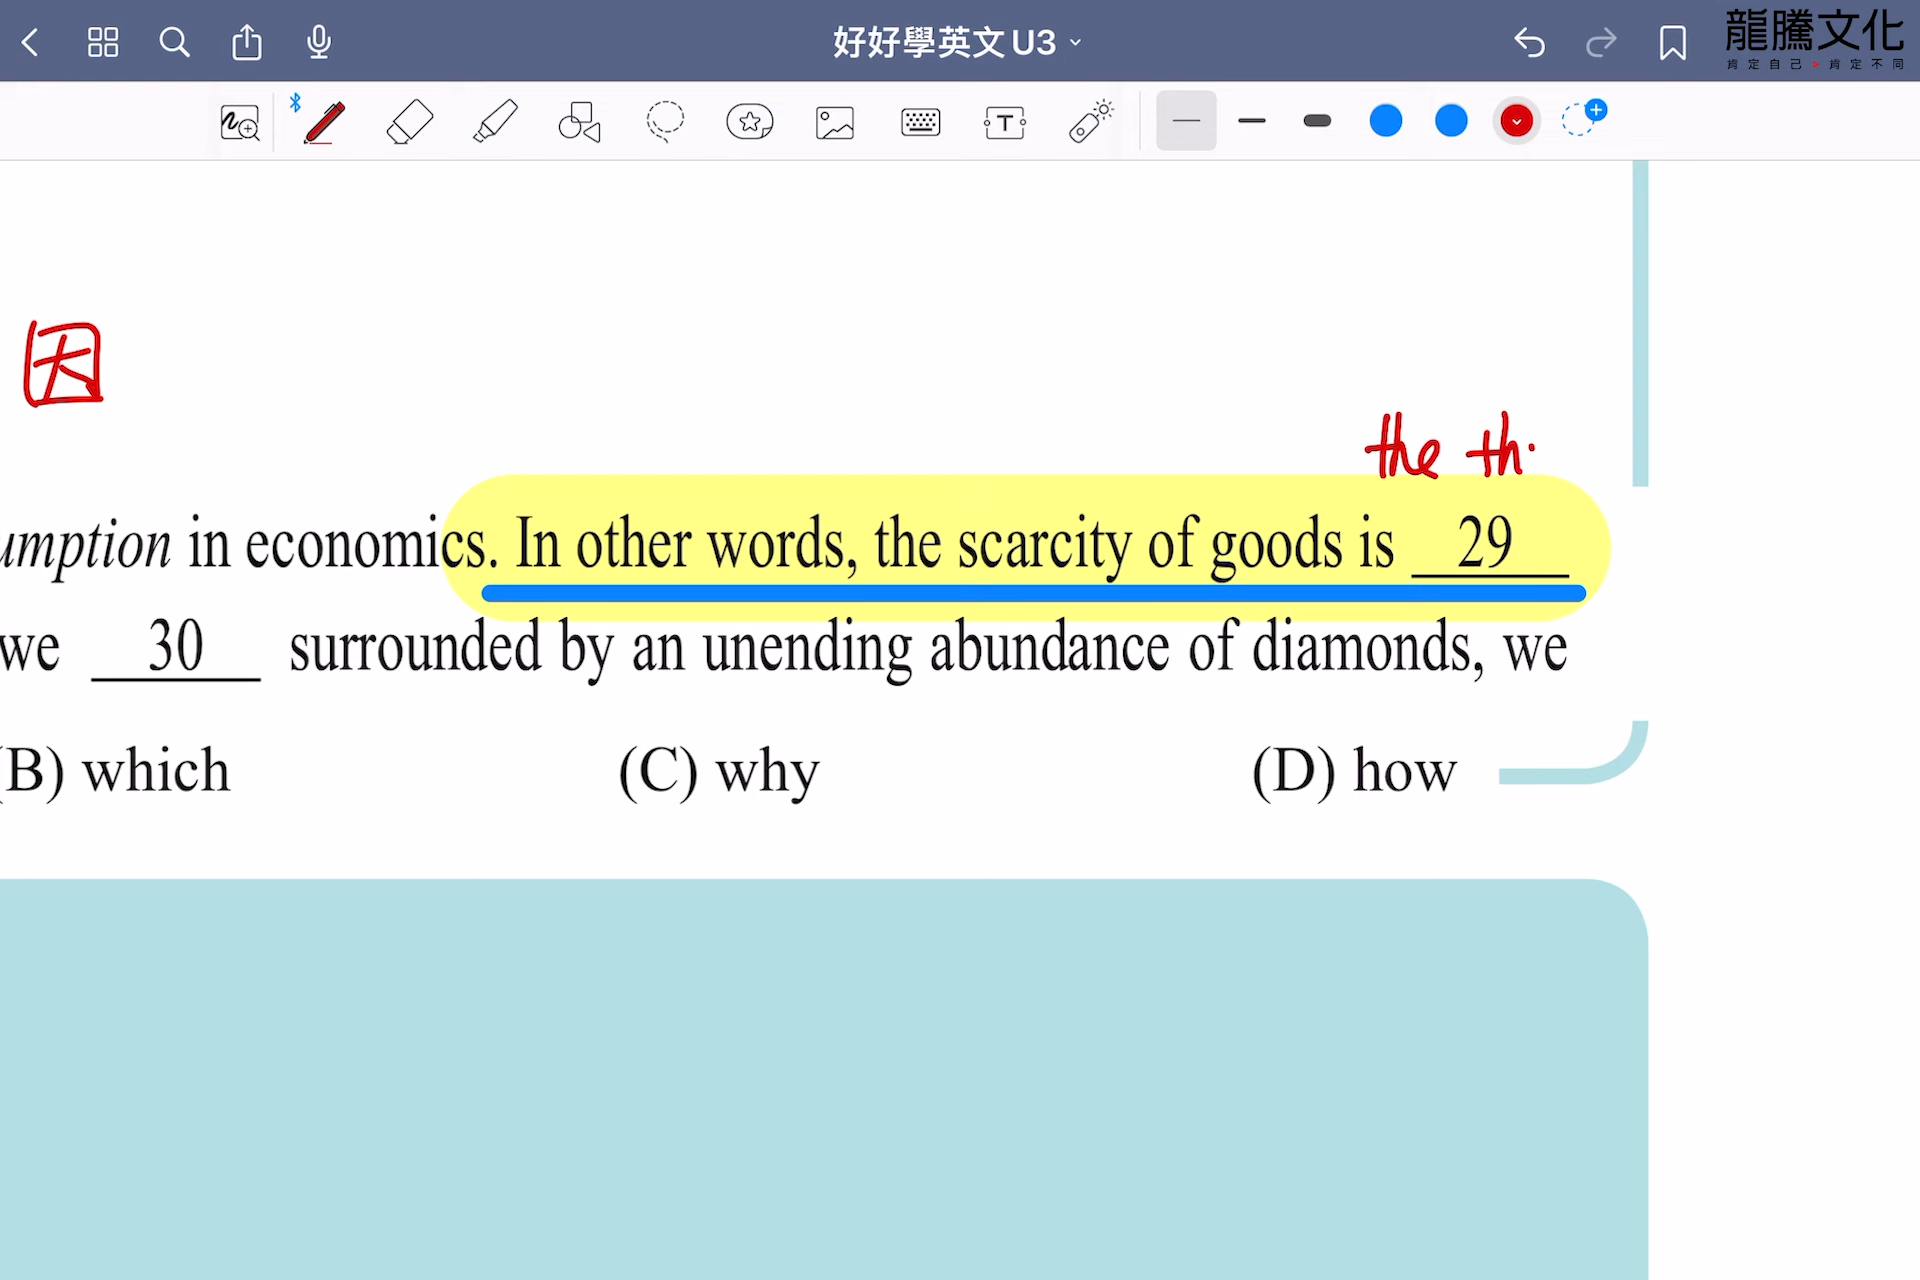 好好學英文U3
龍騰文化
肯定自己➤肯定不同
因
the th
umption in economics. In other words, the scarcity of goods is 29
we 30 surrounded by an unending abundance of diamonds, we
B) which (C) why (D) how